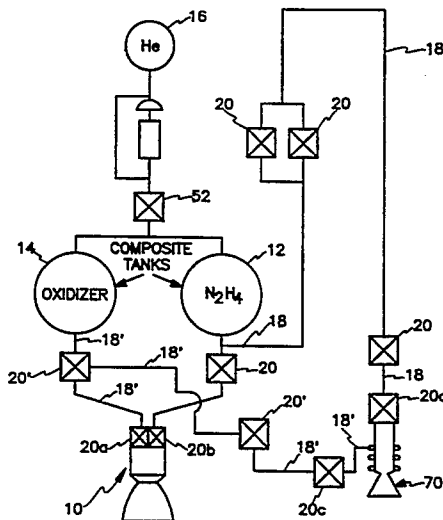 16
He
18
20 20
52
14
COMPOSITE
TANKS
12
OXIDIZER
N₂H₄
18'
18'
18
20'
20
20
18
18'
20'
20c
20a
20b
18'
18'
10
20c
70